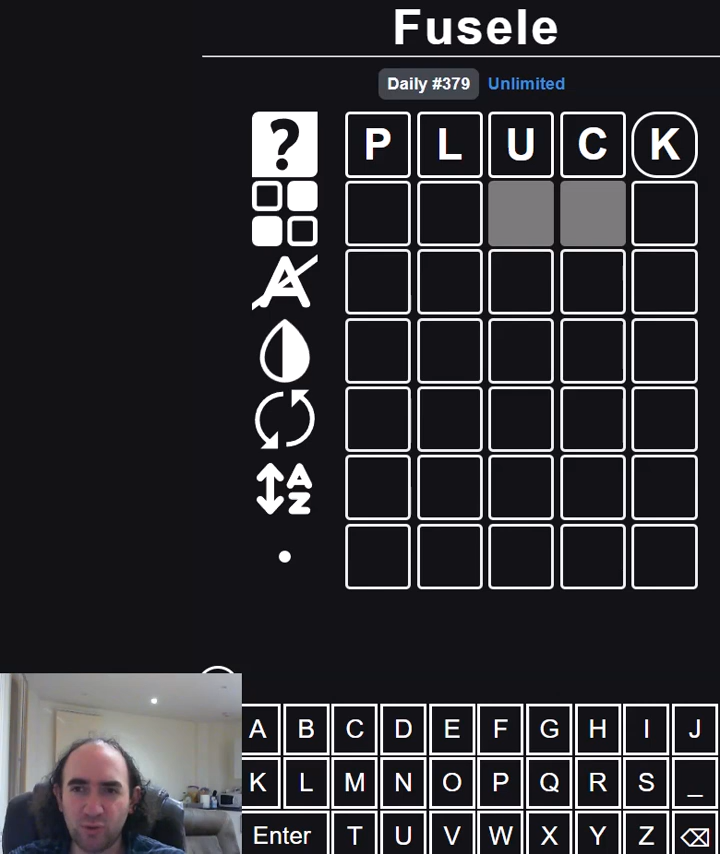 Fusele
Daily #379 Unlimited
? P L U C K
A
A
Z
A B C D E F G H I J
K L M N O P Q R S _
Enter T U V W X Y Z